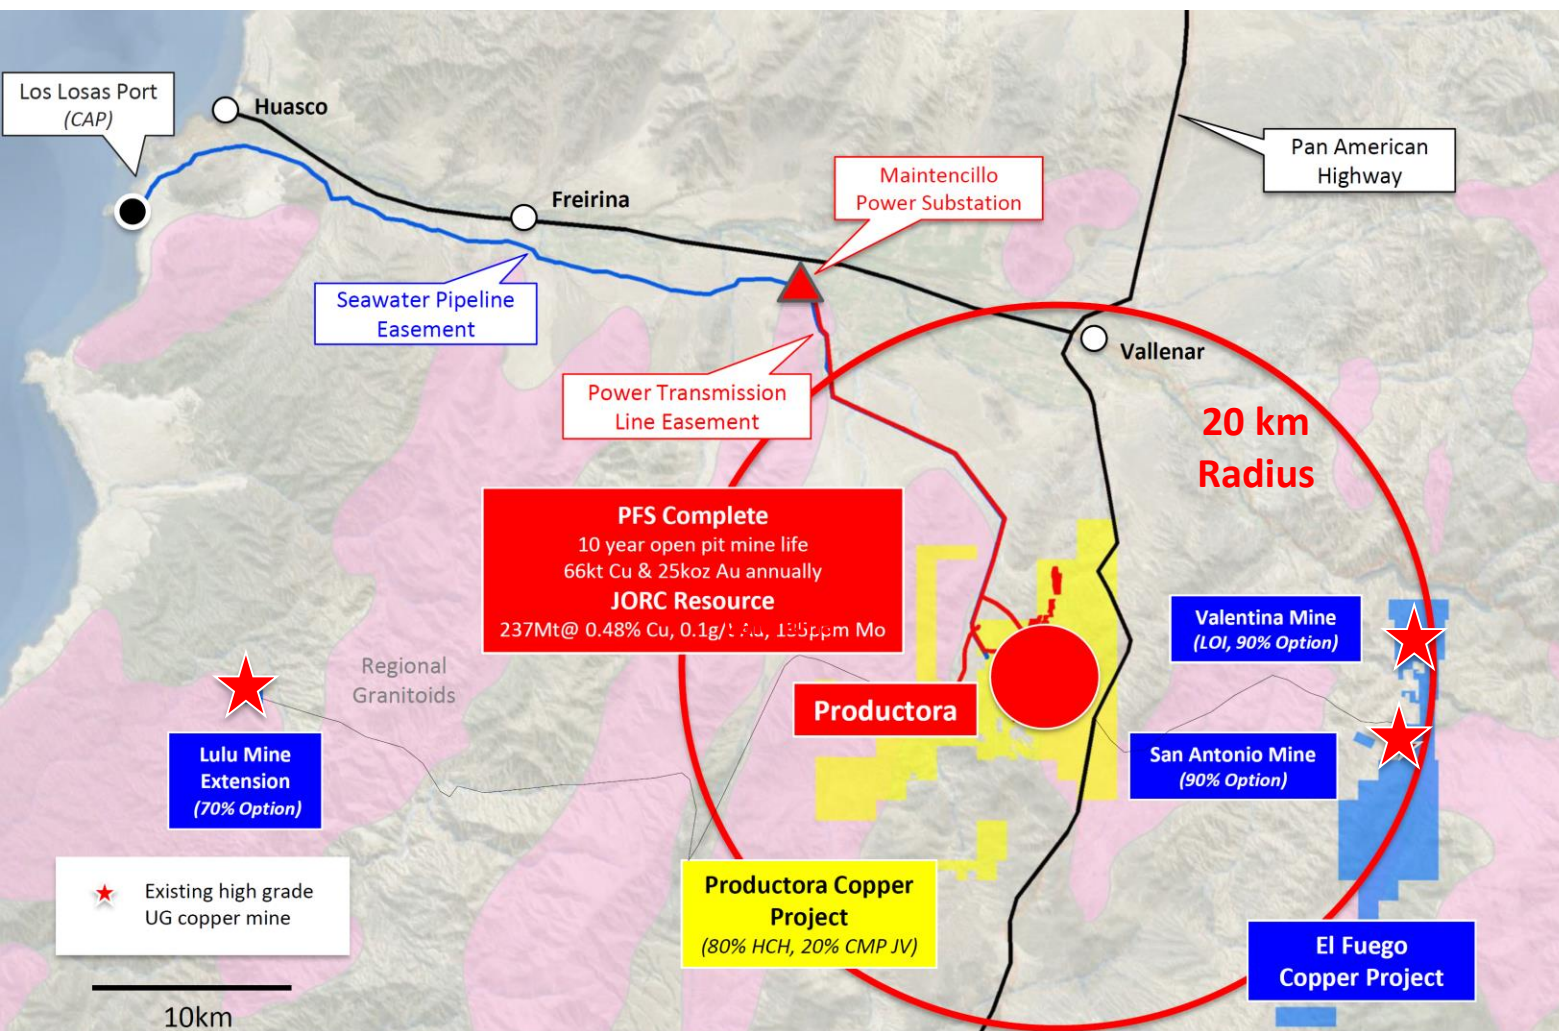 Los Losas Port
(CAP)
Huasco
Freirina
Maintencillo
Power Substation
Pan American
Highway
Seawater Pipeline
Easement
Vallenar
Power Transmission
Line Easement
20 km
Radius
PFS Complete
10 year open pit mine life
66kt Cu & 25koz Au annually
JORC Resource
237Mt@ 0.48% Cu, 0.1g/t Au, ppm Mo
Valentina Mine
(LOI, 90% Option)
Regional
Granitoids
Productora
San Antonio Mine
(90% Option)
Lulu Mine
Extension
(70% Option)
Productora Copper
Project
(80% HCH, 20% CMP JV)
Existing high grade
UG copper mine
El Fuego
Copper Project
10km